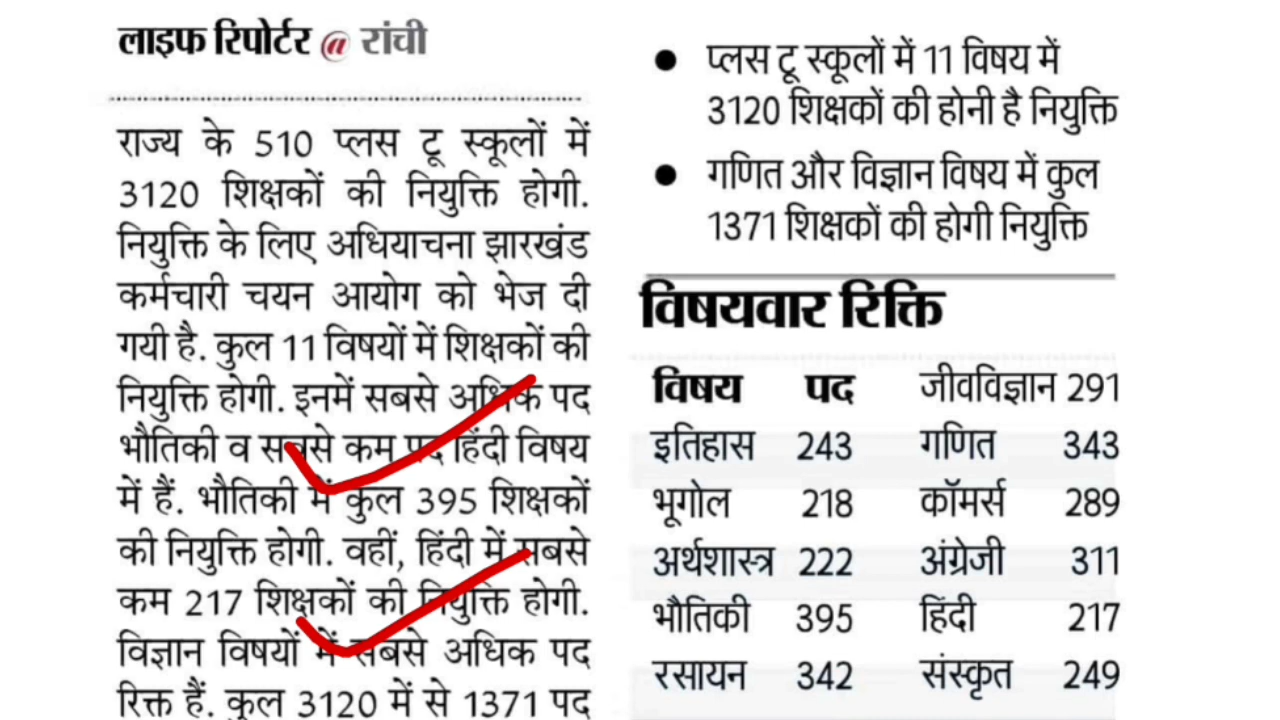 लाइफ रिपोर्टर @ रांची
राज्य के 510 प्लस टू स्कूलों में
3120 शिक्षकों की नियुक्ति होगी.
नियुक्ति के लिए अधियाचना झारखंड
कर्मचारी चयन आयोग को भेज दी
गयी है. कुल 11 विषयों में शिक्षकों की
नियुक्ति होगी. इनमें सबसे अधिक पद
भौतिकी व सबसे कम पद हिंदी विषय
में हैं. भौतिकी में कुल 395 शिक्षकों
की नियुक्ति होगी. वहीं, हिंदी में सबसे
कम 217 शिक्षकों की नियुक्ति होगी.
विज्ञान विषयों में सबसे अधिक पद
रिक्त हैं. कुल 3120 में से 1371 पद
● प्लस टू स्कूलों में 11 विषय में
3120 शिक्षकों की होनी है नियुक्ति
● गणित और विज्ञान विषय में कुल
1371 शिक्षकों की होगी नियुक्ति
विषयवार रिक्ति
विषय पद जीवविज्ञान 291
इतिहास 243 गणित 343
भूगोल 218 कॉमर्स 289
अर्थशास्त्र 222 अंग्रेजी 311
भौतिकी 395 हिंदी 217
रसायन 342 संस्कृत 249